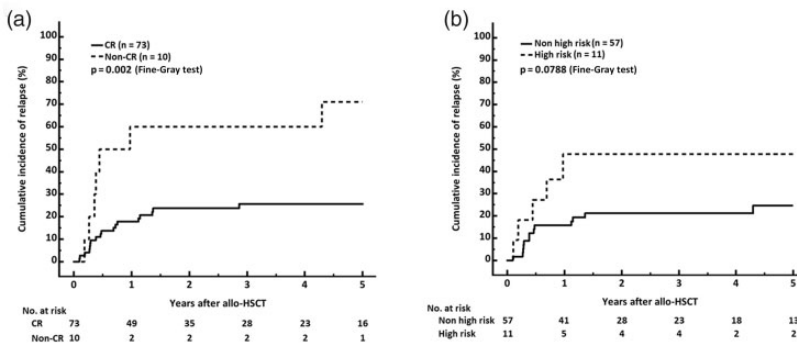 (a)
Cumulative incidence of relapse (%)
100
90
80
70
60
50
40
30
20
10
0
CR (n = 73)
Non-CR (n = 10)
p = 0.002 (Fine-Gray test)
0 1 2 3 4 5
Years after allo-HSCT
No. at risk
CR 73 49 35 28 23 16
Non-CR 10 2 2 2 2 1
(b)
Cumulative incidence of relapse (%)
100
90
80
70
60
50
40
30
20
10
0
Non high risk (n = 57)
High risk (n = 11)
p = 0.0788 (Fine-Gray test)
0 1 2 3 4 5
Years after allo-HSCT
No. at risk
Non high risk 57 41 28 23 18 13
High risk 11 5 4 4 2 2